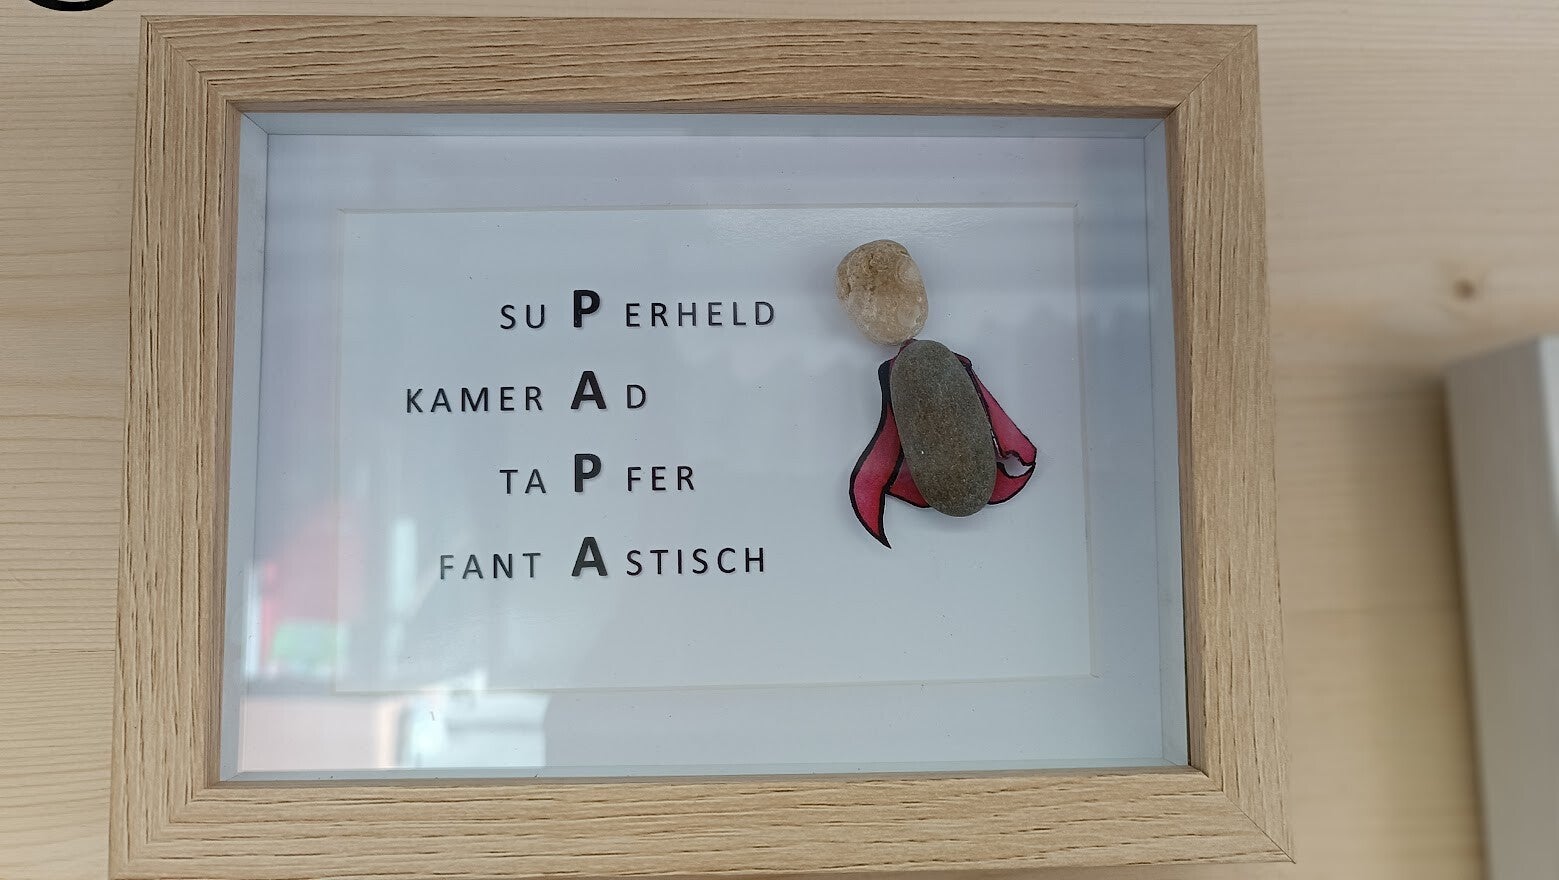 SU P ERHELD
KAMER A D
TA P FER
FANT A STISCH